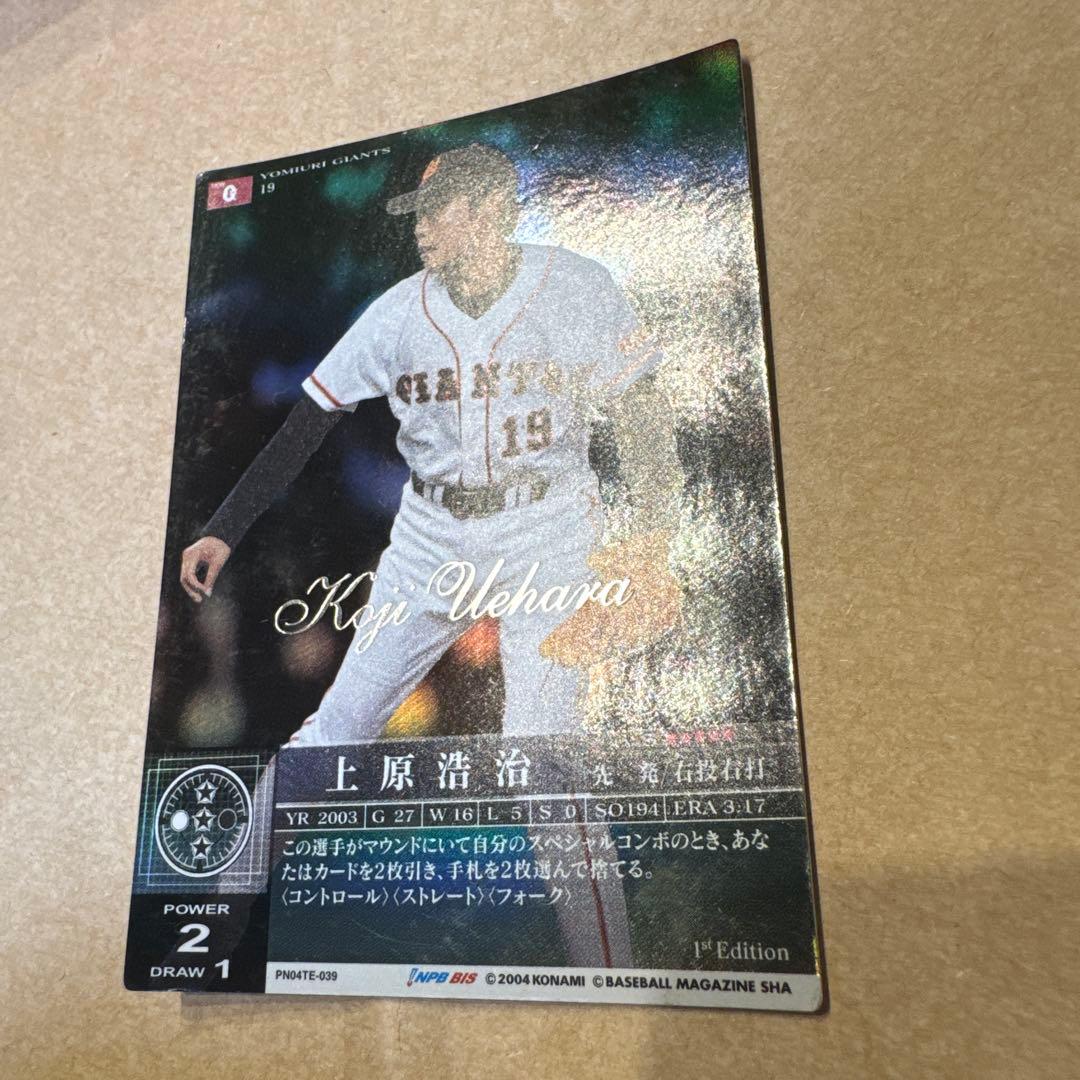 YOMIURI GIANTS
G
19
GIANTS
19
Koji Uehara
上原浩治 先発/右投右打
YR 2003 G 27 W 16 L 5 S 0 SO194 ERA 3.17
この選手がマウンドにいて自分のスペシャルコンボのとき、あな
たはカードを2枚引き、手札を2枚選んで捨てる。
〈コントロール〉〈ストレート〉〈フォーク〉
POWER
2
DRAW 1
1st Edition
PN04TE-039 NPB BIS ©2004 KONAMI ©BASEBALL MAGAZINE SHA